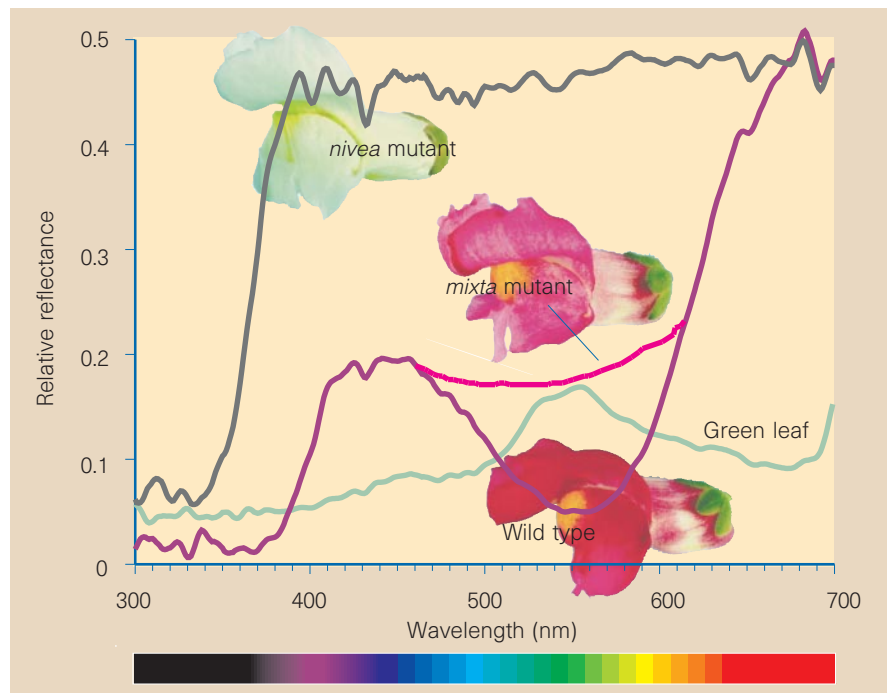 0.5
nivea mutant
0.4
0.3
mixta mutant
Relative reflectance
0.2
Green leaf
0.1
Wild type
0
300 400 500 600 700
Wavelength (nm)